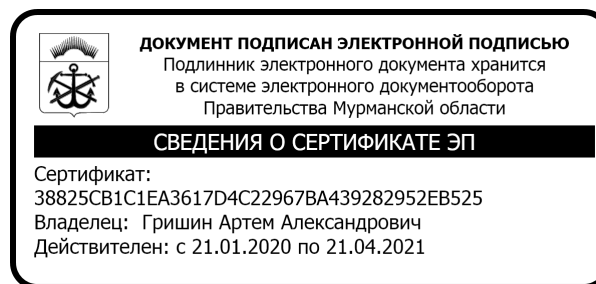 ДОКУМЕНТ ПОДПИСАН ЭЛЕКТРОННОЙ ПОДПИСЬЮ
Подлинник электронного документа хранится
в системе электронного документооборота
Правительства Мурманской области
СВЕДЕНИЯ О СЕРТИФИКАТЕ ЭП
Сертификат:
38825CB1C1EA3617D4C22967BA439282952EB525
Владелец: Гришин Артем Александрович
Действителен: с 21.01.2020 по 21.04.2021